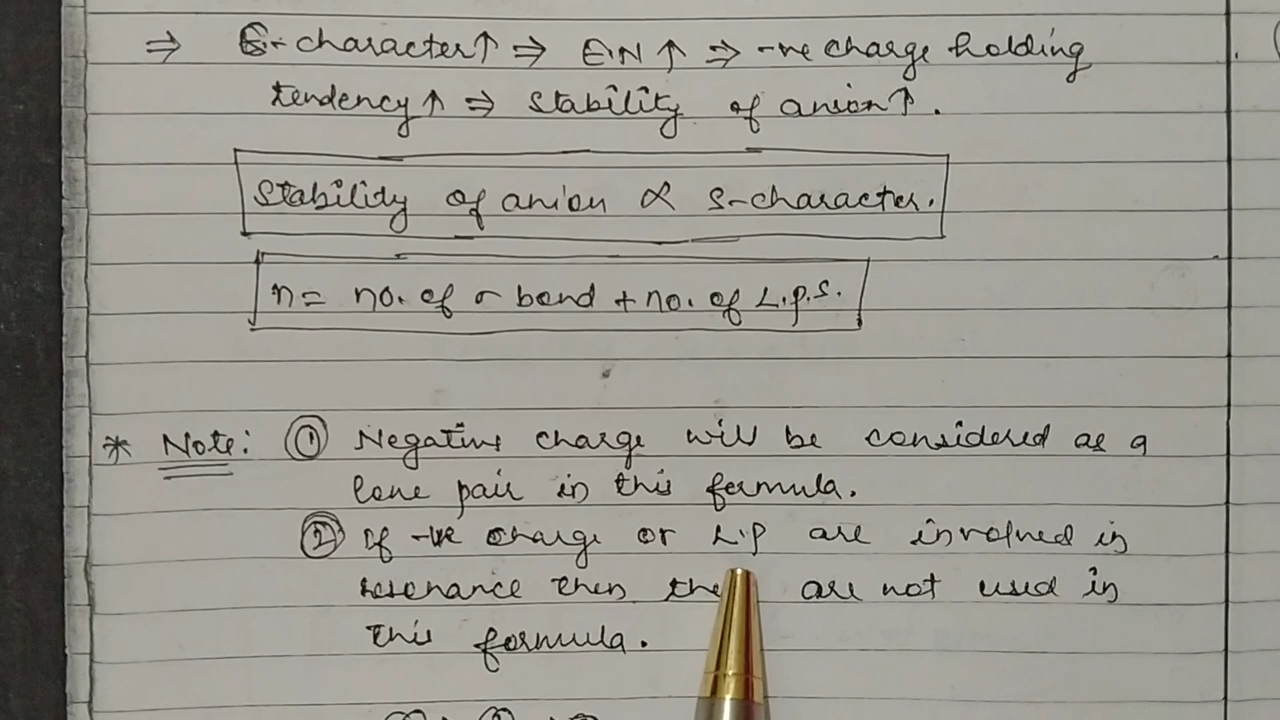 ⇒ S-character↑ ⇒ E.N ↑ ⇒ -ve charge holding
tendency↑ ⇒ stability of anion↑.
Stability of anion ∝ s-character.
n = no. of σ bond + no. of L.p.s.
* Note: ① Negative charge will be considered as a
lone pair in this formula.
② If -ve charge or L.P are involved in
resonance then are not used in
this formula.